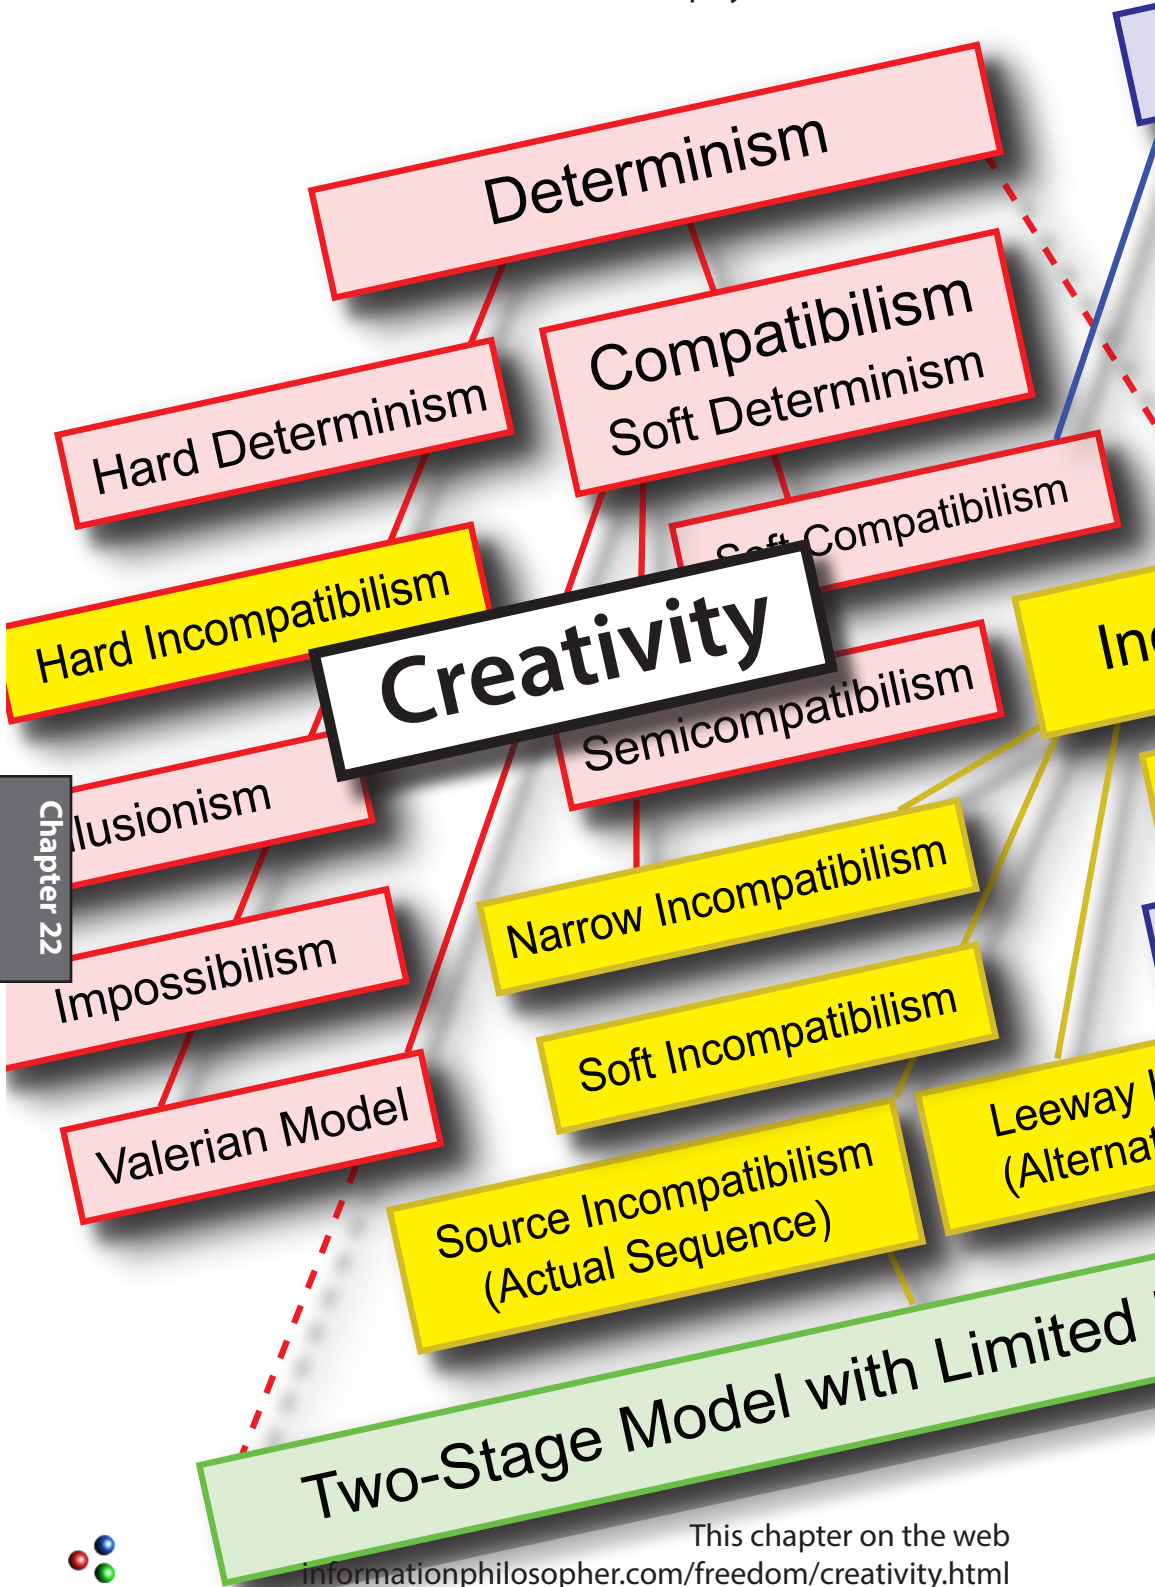 Determinism
Compatibilism
Soft Determinism
Hard Determinism
Soft Compatibilism
Hard Incompatibilism
Creativity
Semicompatibilism
Chapter 22
Narrow Incompatibilism
Impossibilism
Soft Incompatibilism
Valerian Model
Leeway
Source Incompatibilism
(Actual Sequence)
Two-Stage Model with Limited
This chapter on the web
informationphilosopher.com/freedom/creativity.html